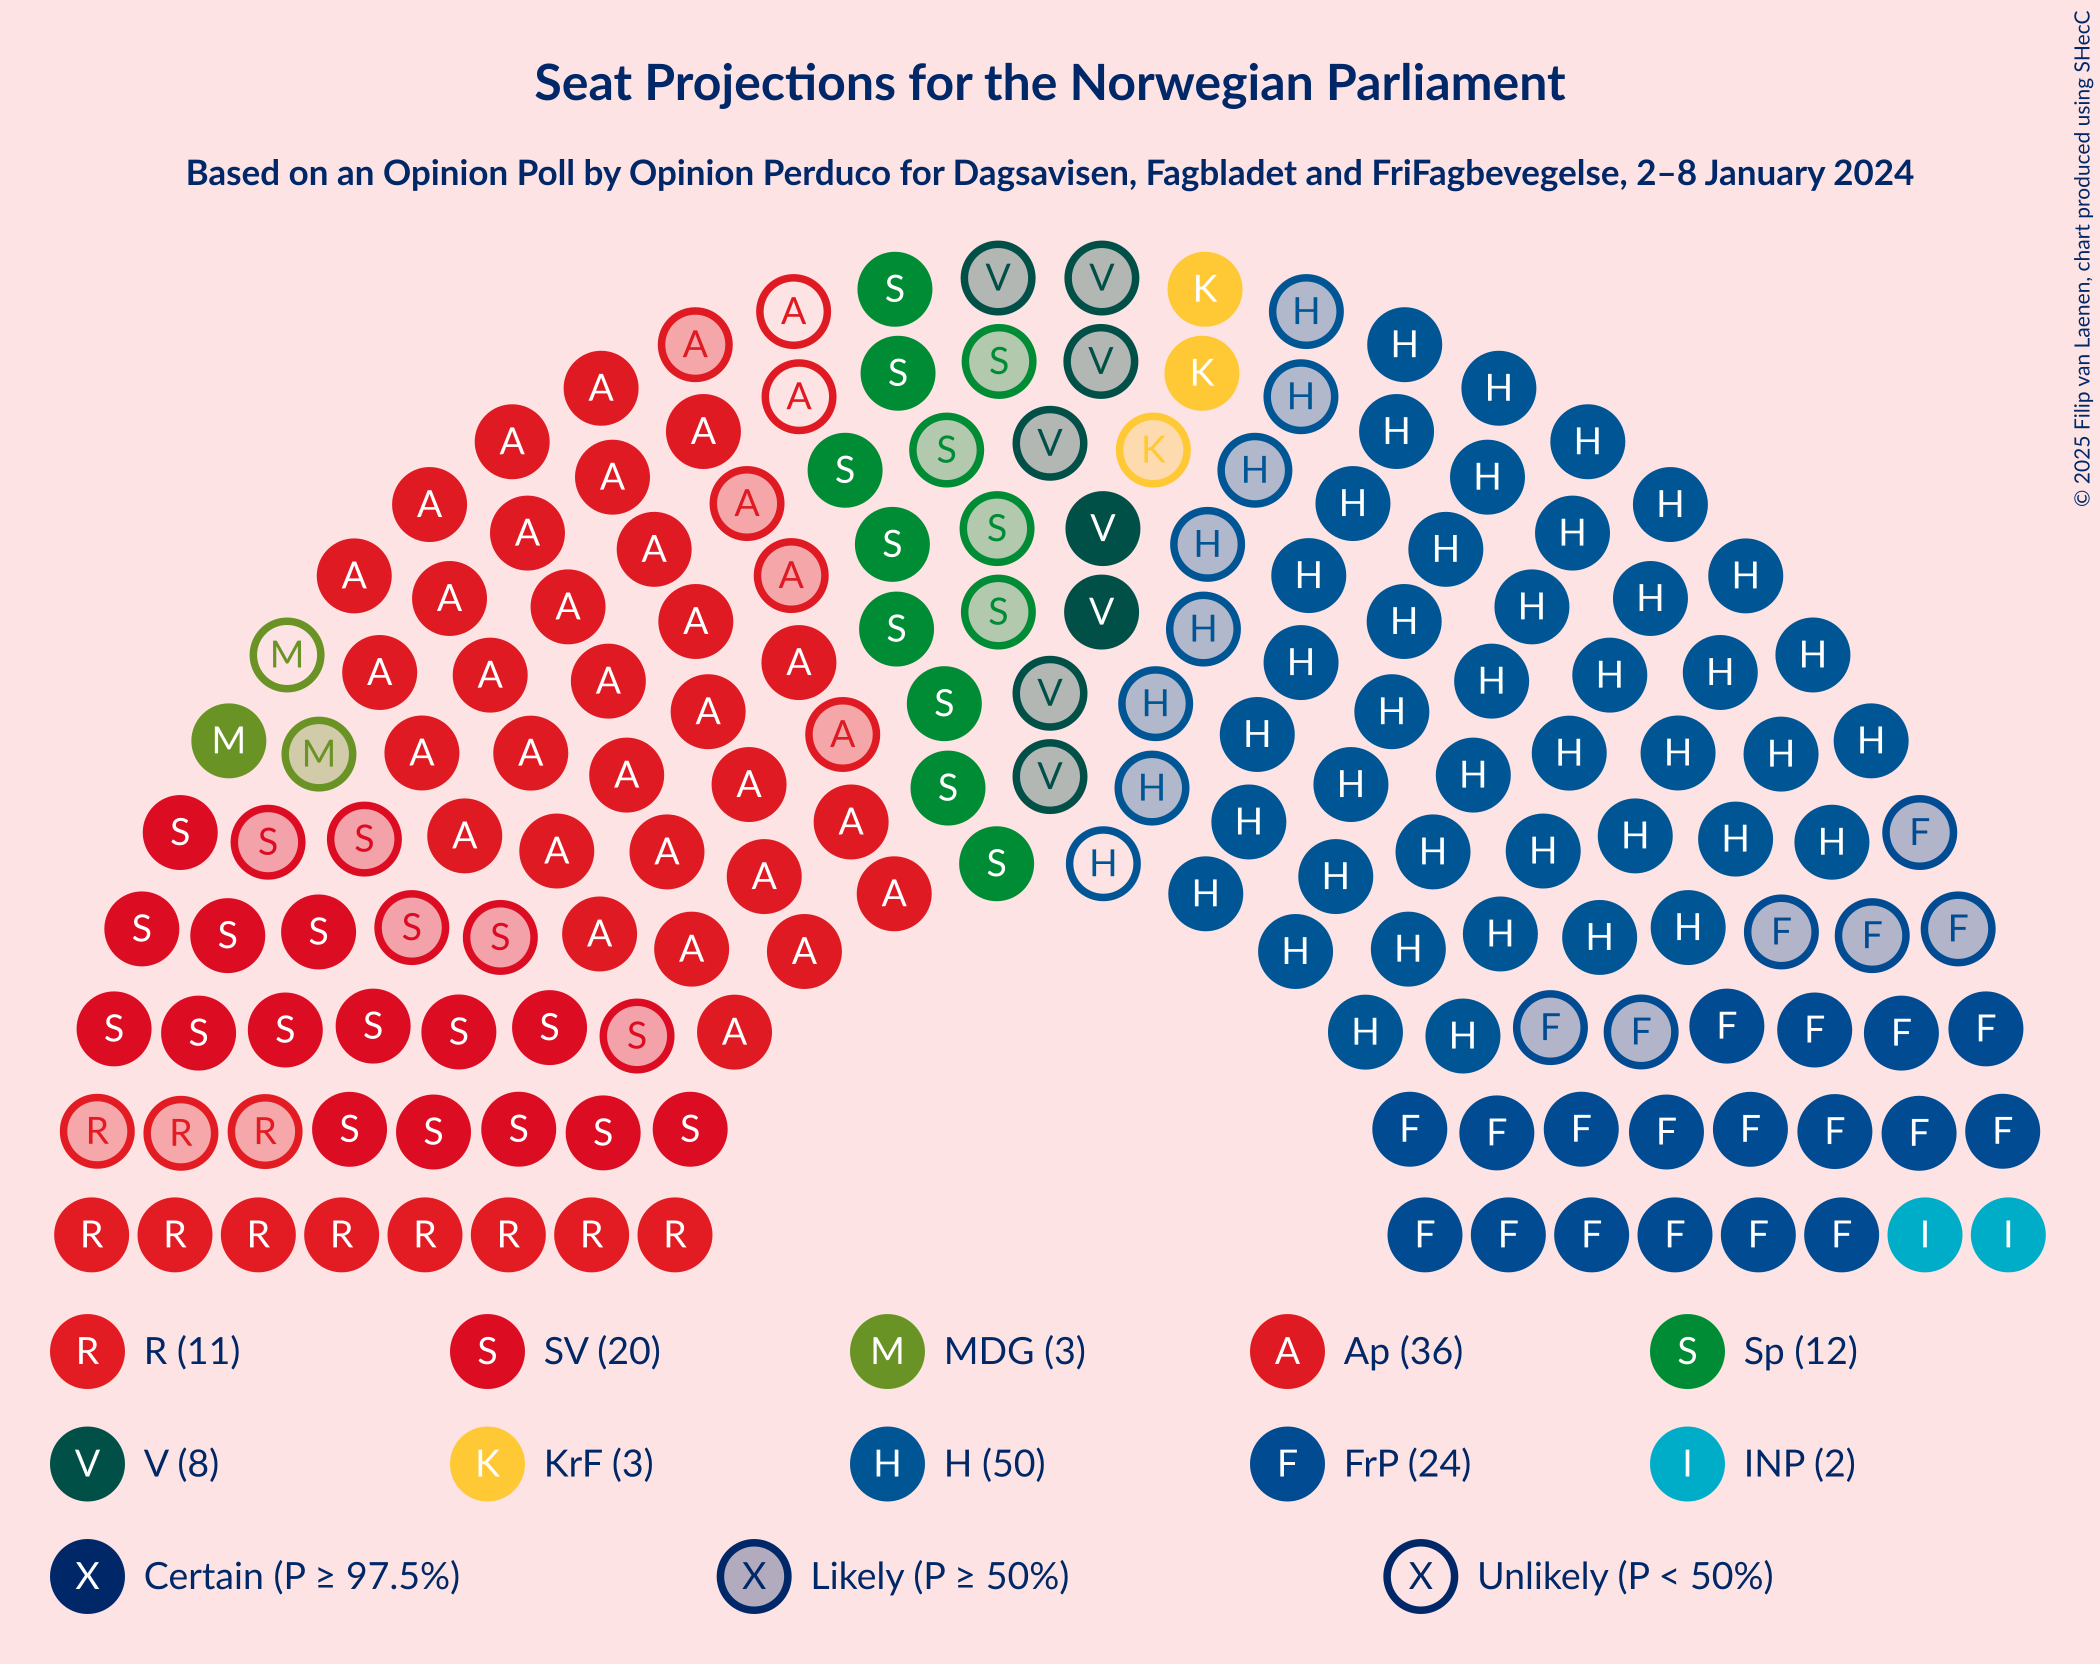 Seat Projections for the Norwegian Parliament
Based on an Opinion Poll by Opinion Perduco for Dagsavisen, Fagbladet and FriFagbevegelse, 2–8 January 2024
© 2025 Filip van Laenen, chart produced using SHecC
S V V K H
A A H H
A S S V K H H
A A A H H H
A A A S S V K H H H H
A A A S S V H H H H
A A A A S S V H H H H H
M A A A A S V H H H H H
M M A A A A A S V H H H H H H H
S S S A A A A A S H H H H H H H H F
S S S S S A A A H H H H H F F F
S S S S S S S A H H F F F F F F
R R R S S S S S F F F F F F F F
R R R R R R R R F F F F F F I I
R R (11) S SV (20) M MDG (3) A Ap (36) S Sp (12)
V V (8) K KrF (3) H H (50) F FrP (24) I INP (2)
X Certain (P ≥ 97.5%) X Likely (P ≥ 50%) X Unlikely (P < 50%)